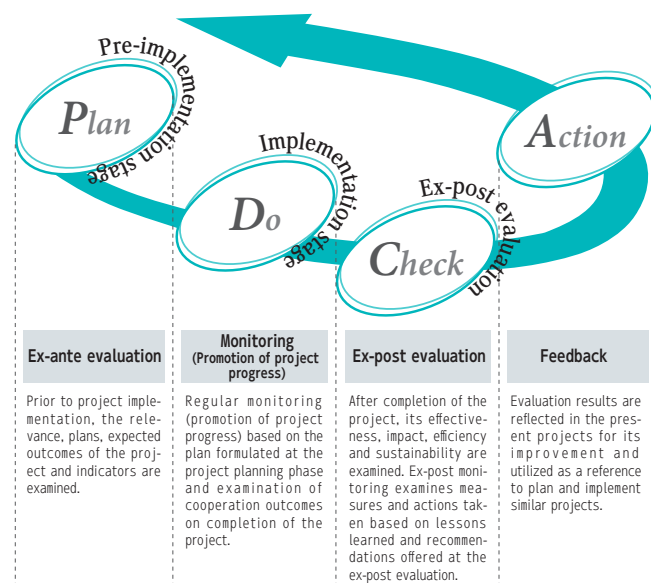 Plan
Pre-implementation stage
Do
Implementation stage
Check
Ex-post evaluation
Action
Ex-ante evaluation
Prior to project imple-
mentation, the rele-
vance, plans, expected
outcomes of the proj-
ect and indicators are
examined.
Monitoring
(Promotion of project
progress)
Regular monitoring
(promotion of project
progress) based on the
plan formulated at the
project planning phase
and examination of
cooperation outcomes
on completion of the
project.
Ex-post evaluation
After completion of the
project, its effective-
ness, impact, efficiency
and sustainability are
examined. Ex-post moni-
toring examines mea-
sures and actions tak-
en based on lessons
learned and recommen-
dations offered at the
ex-post evaluation.
Feedback
Evaluation results are
reflected in the pres-
ent projects for its
improvement and
utilized as a reference
to plan and implement
similar projects.